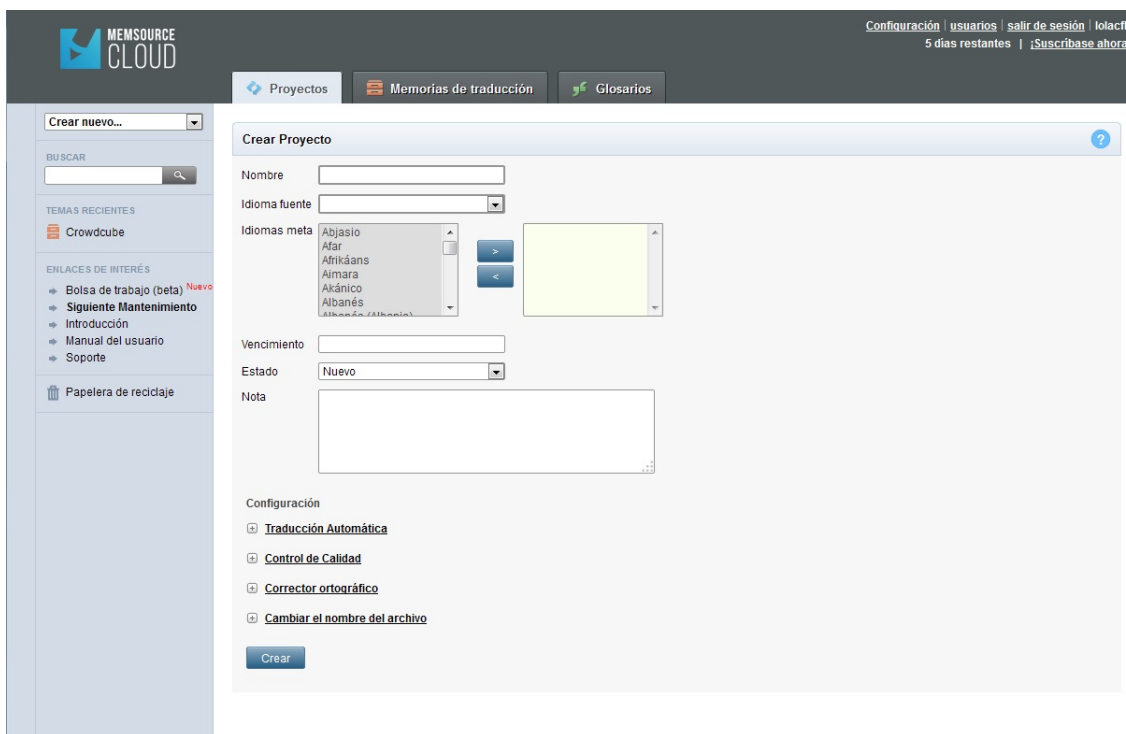 MEMSOURCE
CLOUD
Configuración | usuarios | salir de sesión | lolacfl
5 días restantes | ¡Suscríbase ahora
Proyectos
Memorias de traducción
Glosarios
Crear nuevo...
BUSCAR
TEMAS RECIENTES
Crowdcube
ENLACES DE INTERÉS
Bolsa de trabajo (beta) Nuevo
Siguiente Mantenimiento
Introducción
Manual del usuario
Soporte
Papelera de reciclaje
Crear Proyecto
?
Nombre
Idioma fuente
Idiomas meta
Abjasio
Afar
Afrikáans
Aimara
Akánico
Albanés
Albanés (Albania)
>
<
Vencimiento
Estado Nuevo
Nota
Configuración
Traducción Automática
Control de Calidad
Corrector ortográfico
Cambiar el nombre del archivo
Crear